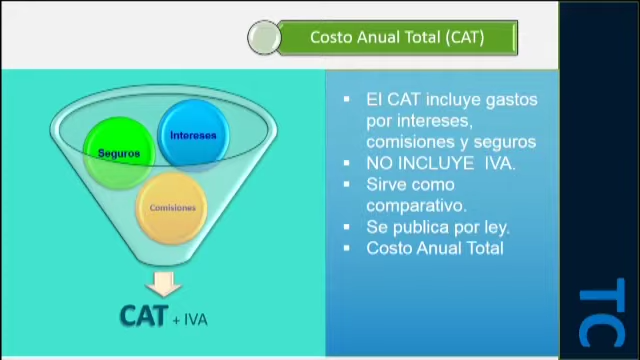 Costo Anual Total (CAT)
Seguros
Intereses
Comisiones
CAT + IVA
▪ El CAT incluye gastos
por intereses,
comisiones y seguros
▪ NO INCLUYE IVA.
▪ Sirve como
comparativo.
▪ Se publica por ley.
▪ Costo Anual Total
TC